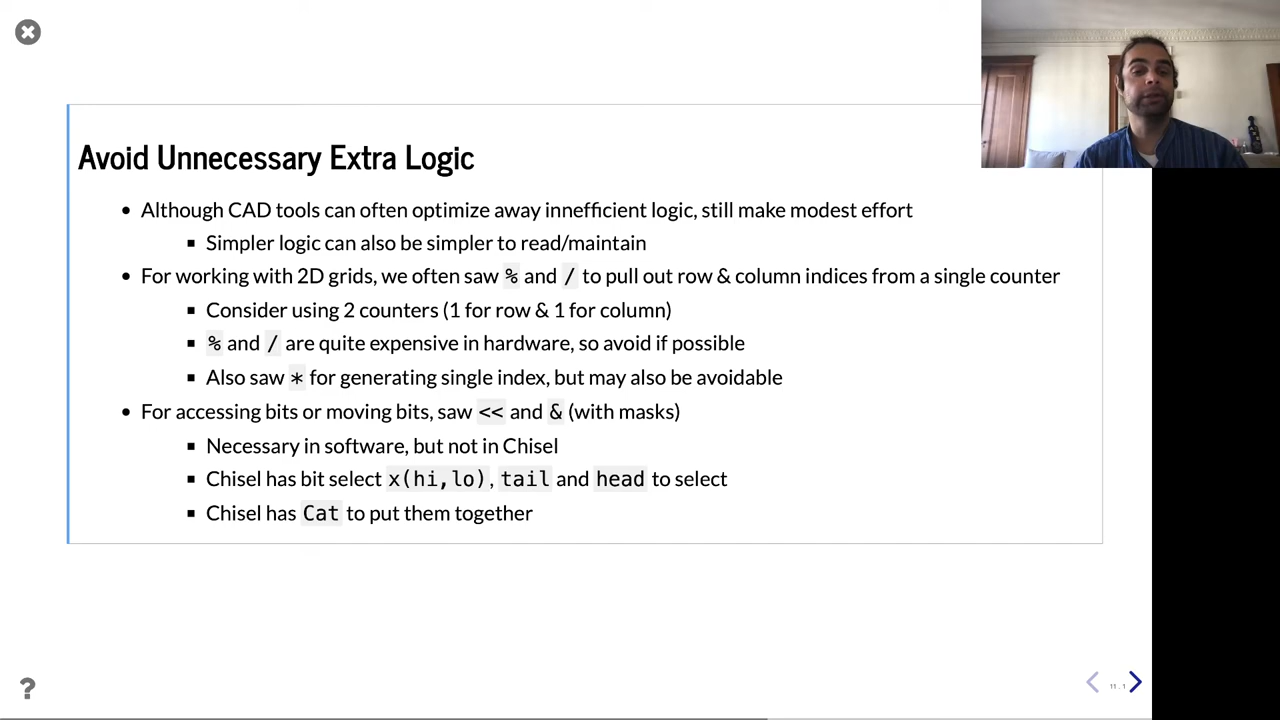 Avoid Unnecessary Extra Logic
Although CAD tools can often optimize away innefficient logic, still make modest effort
Simpler logic can also be simpler to read/maintain
For working with 2D grids, we often saw % and / to pull out row & column indices from a single counter
Consider using 2 counters (1 for row & 1 for column)
% and / are quite expensive in hardware, so avoid if possible
Also saw * for generating single index, but may also be avoidable
For accessing bits or moving bits, saw << and & (with masks)
Necessary in software, but not in Chisel
Chisel has bit select x(hi,lo), tail and head to select
Chisel has Cat to put them together
?
11 . 1